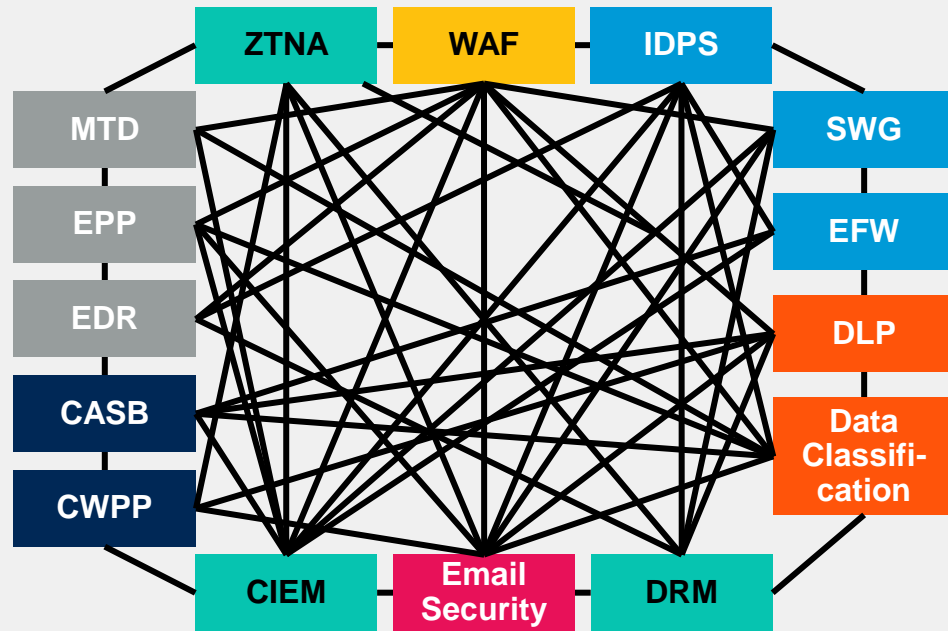 ZTNA
WAF
IDPS
MTD
SWG
EPP
EFW
EDR
DLP
CASB
Data
Classifi-
cation
CWPP
CIEM
Email
Security
DRM